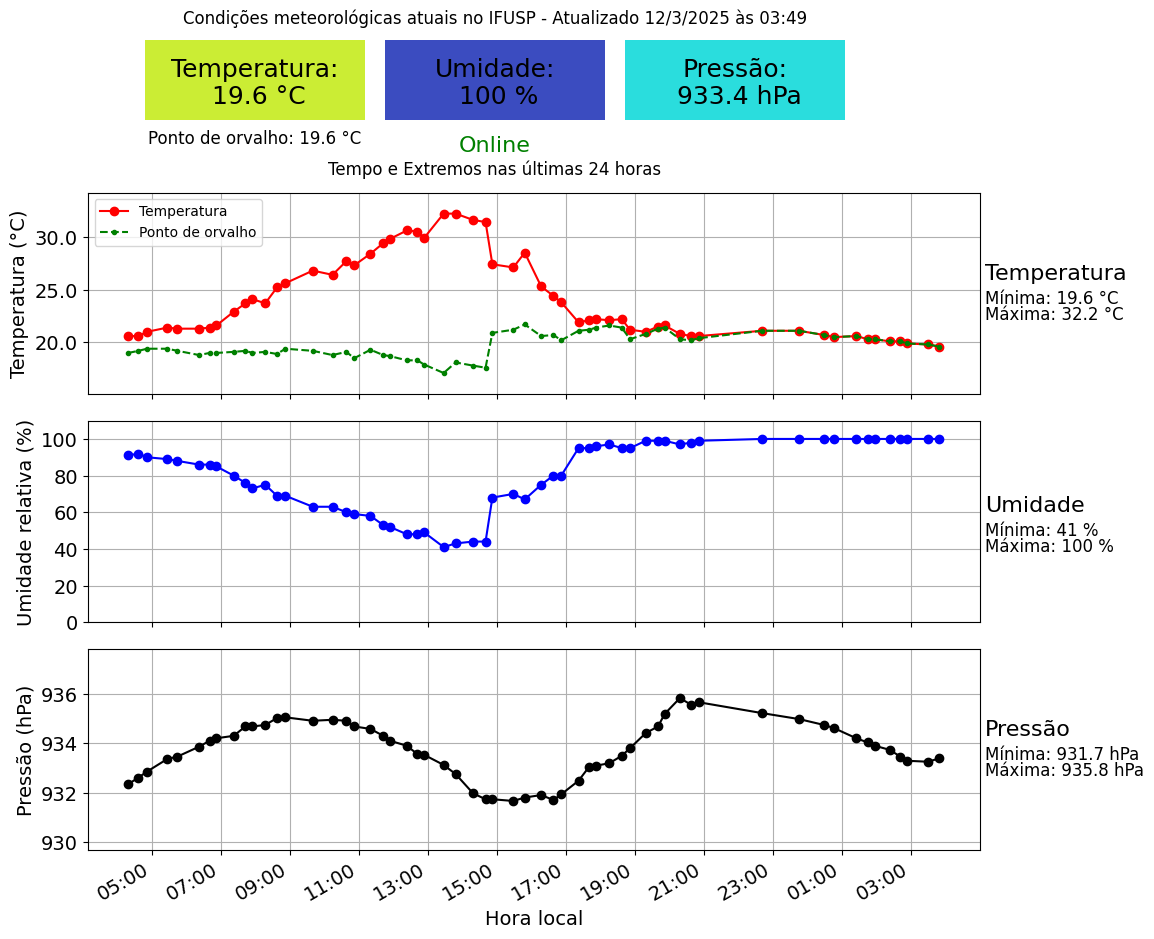 Condições meteorológicas atuais no IFUSP - Atualizado 12/3/2025 às 03:49
Temperatura:
19.6 °C
Umidade:
100 %
Pressão:
933.4 hPa
Ponto de orvalho: 19.6 °C
Online
Tempo e Extremos nas últimas 24 horas
Temperatura (°C)
30.0
25.0
20.0
Temperatura
Ponto de orvalho
Temperatura
Mínima: 19.6 °C
Máxima: 32.2 °C
Umidade relativa (%)
100
80
60
40
20
0
Umidade
Mínima: 41 %
Máxima: 100 %
Pressão (hPa)
936
934
932
930
Pressão
Mínima: 931.7 hPa
Máxima: 935.8 hPa
05:00 07:00 09:00 11:00 13:00 15:00 17:00 19:00 21:00 23:00 01:00 03:00
Hora local